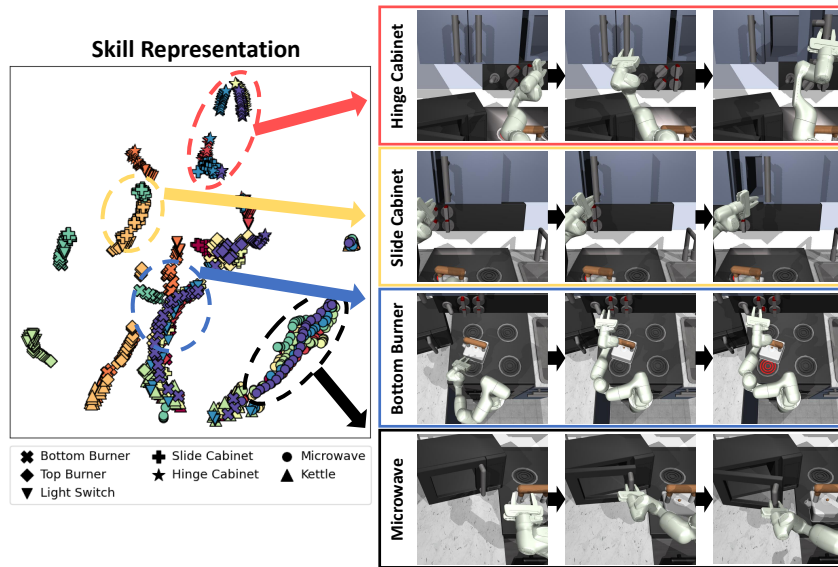 Skill Representation
Bottom Burner
Slide Cabinet
Microwave
Top Burner
Hinge Cabinet
Kettle
Light Switch
Hinge Cabinet
Slide Cabinet
Bottom Burner
Microwave